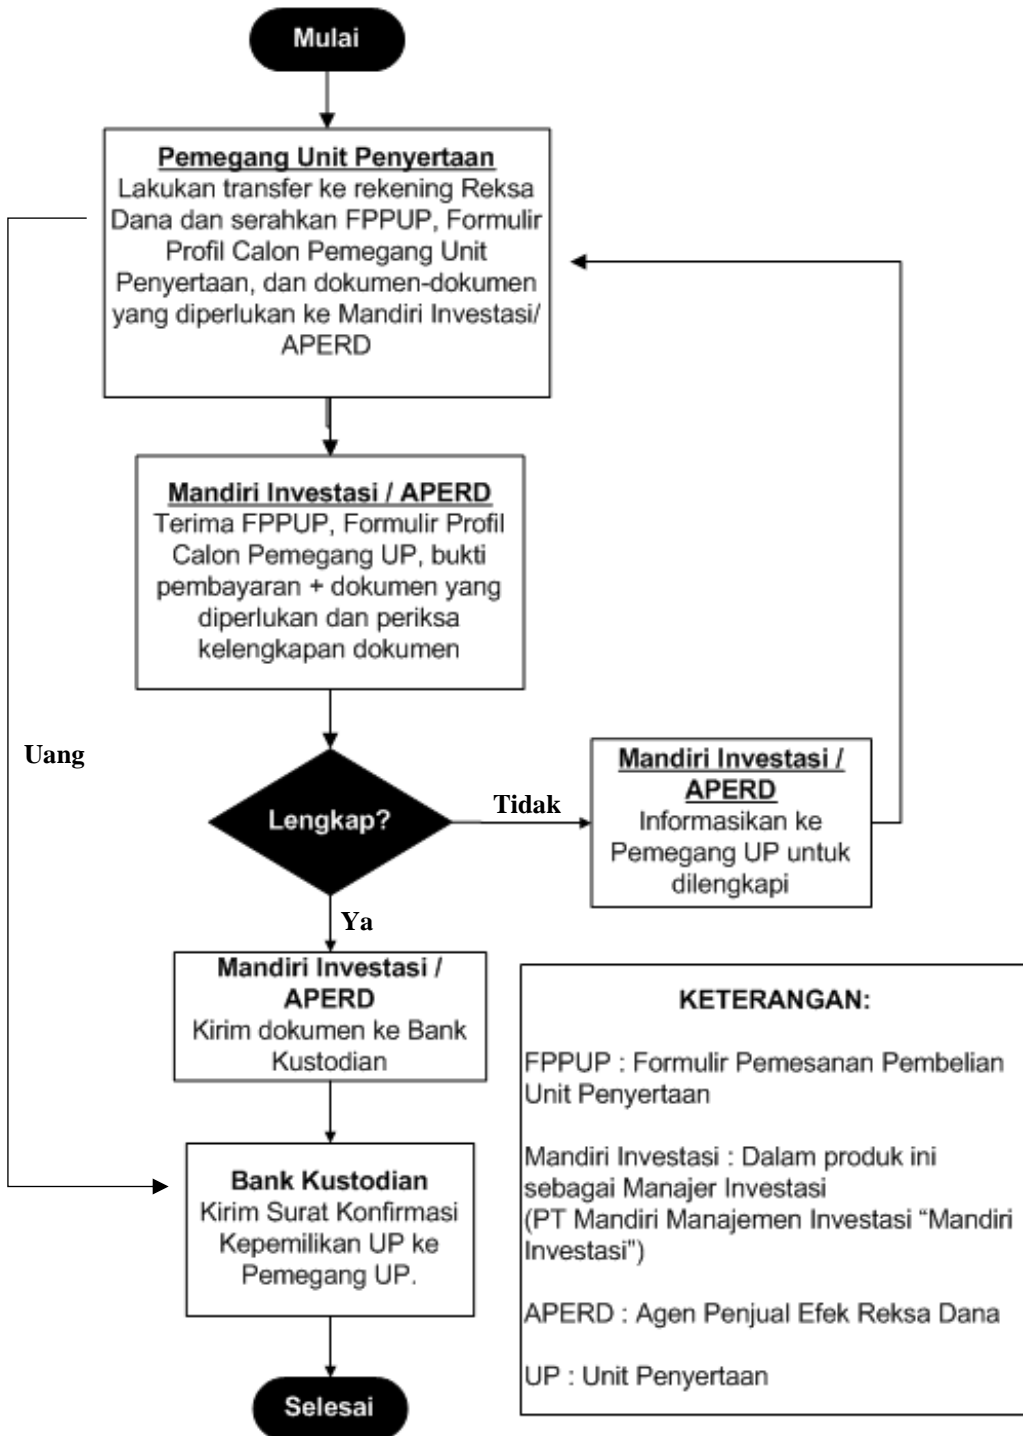 Mulai
Pemegang Unit Penyertaan
Lakukan transfer ke rekening Reksa
Dana dan serahkan FPPUP, Formulir
Profil Calon Pemegang Unit
Penyertaan, dan dokumen-dokumen
yang diperlukan ke Mandiri Investasi/
APERD
Mandiri Investasi / APERD
Terima FPPUP, Formulir Profil
Calon Pemegang UP, bukti
pembayaran + dokumen yang
diperlukan dan periksa
kelengkapan dokumen
Uang
Lengkap?
Tidak
Mandiri Investasi /
APERD
Informasikan ke
Pemegang UP untuk
dilengkapi
Ya
Mandiri Investasi /
APERD
Kirim dokumen ke Bank
Kustodian
Bank Kustodian
Kirim Surat Konfirmasi
Kepemilikan UP ke
Pemegang UP.
Selesai
KETERANGAN:
FPPUP : Formulir Pemesanan Pembelian
Unit Penyertaan
Mandiri Investasi : Dalam produk ini
sebagai Manajer Investasi
(PT Mandiri Manajemen Investasi “Mandiri
Investasi”)
APERD : Agen Penjual Efek Reksa Dana
UP : Unit Penyertaan